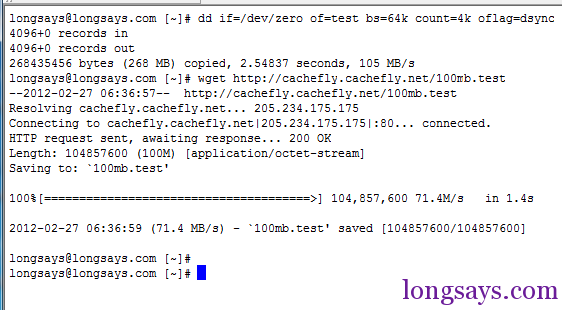 longsays@longsays.com [~]# dd if=/dev/zero of=test bs=64k count=4k oflag=dsync
4096+0 records in
4096+0 records out
268435456 bytes (268 MB) copied, 2.54837 seconds, 105 MB/s
longsays@longsays.com [~]# wget http://cachefly.cachefly.net/100mb.test
--2012-02-27 06:36:57--  http://cachefly.cachefly.net/100mb.test
Resolving cachefly.cachefly.net... 205.234.175.175
Connecting to cachefly.cachefly.net|205.234.175.175|:80... connected.
HTTP request sent, awaiting response... 200 OK
Length: 104857600 (100M) [application/octet-stream]
Saving to: `100mb.test'
100%[======================================>] 104,857,600 71.4M/s   in 1.4s
2012-02-27 06:36:59 (71.4 MB/s) - `100mb.test' saved [104857600/104857600]
longsays@longsays.com [~]#
longsays@longsays.com [~]#
longsays.com